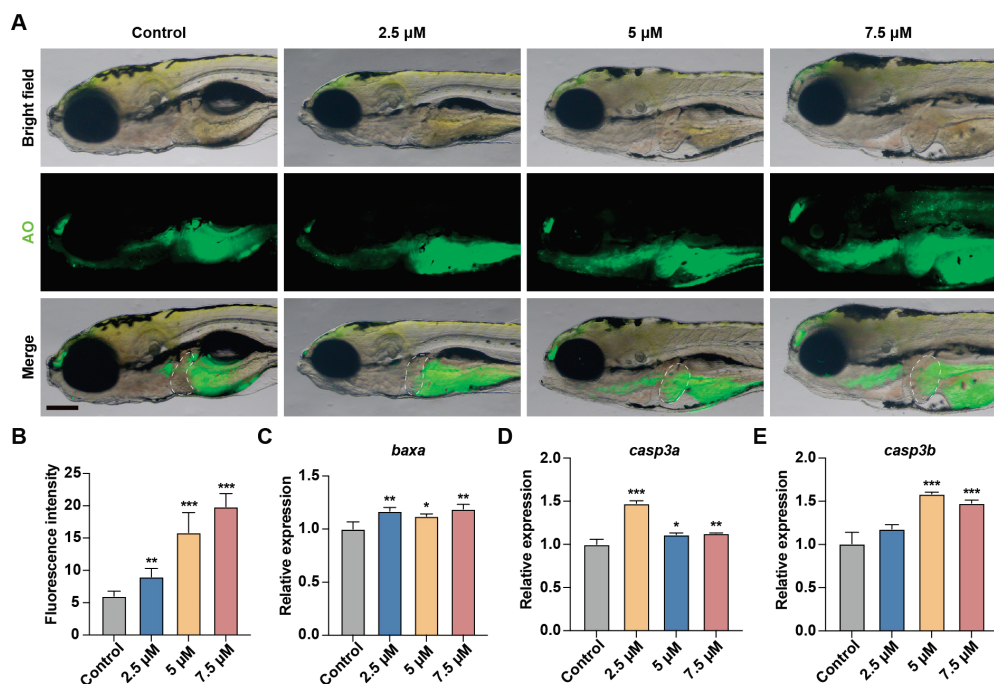 A
Control
2.5 μM
5 μM
7.5 μM
Bright field
AO
Merge
B
Fluorescence intensity
25
20
15
10
5
0
**
***
***
Control
2.5 μM
5 μM
7.5 μM
C
baxa
Relative expression
1.5
1.0
0.5
0.0
**
*
**
Control
2.5 μM
5 μM
7.5 μM
D
casp3a
Relative expression
2.0
1.5
1.0
0.5
0.0
***
*
**
Control
2.5 μM
5 μM
7.5 μM
E
casp3b
Relative expression
2.0
1.5
1.0
0.5
0.0
***
***
Control
2.5 μM
5 μM
7.5 μM